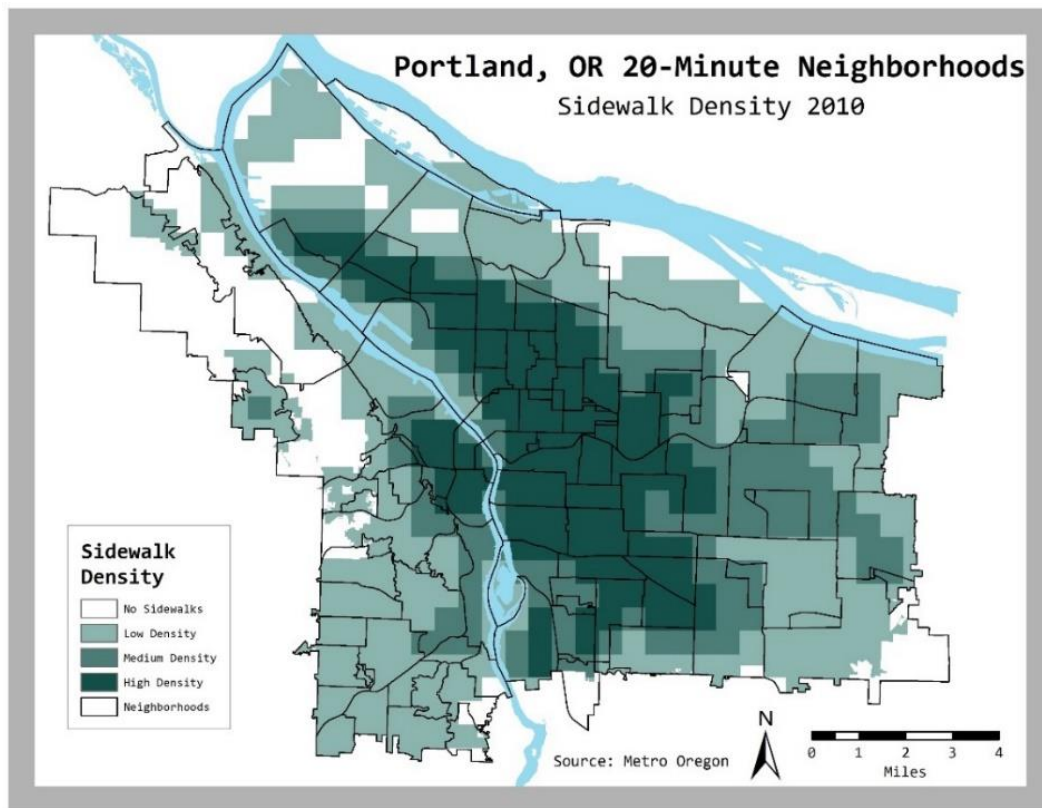 Portland, OR 20-Minute Neighborhoods
Sidewalk Density 2010
Sidewalk
Density
No Sidewalks
Low Density
Medium Density
High Density
Neighborhoods
Source: Metro Oregon
N
0 1 2 3 4
Miles